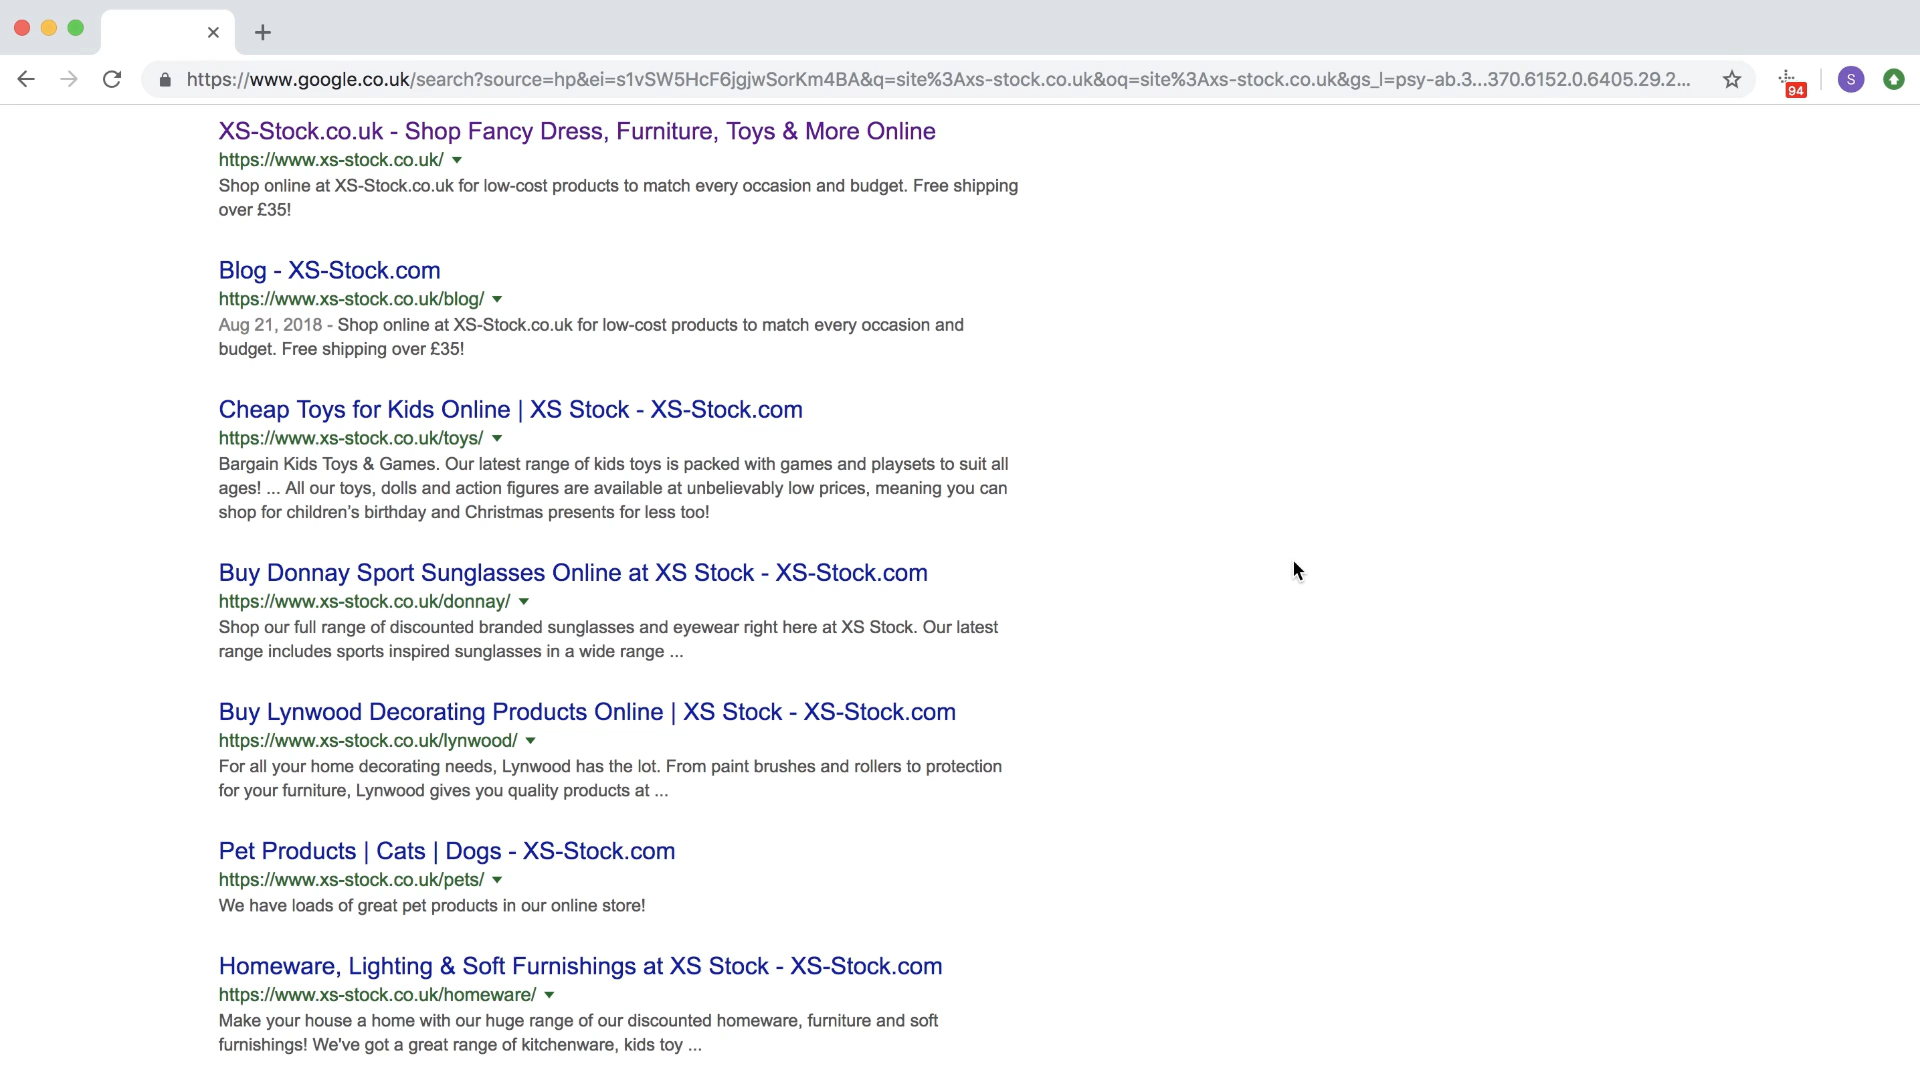 https://www.google.co.uk/search?source=hp&ei=s1vSW5HcF6jgjwSorKm4BA&q=site%3Axs-stock.co.uk&oq=site%3Axs-stock.co.uk&gs_l=psy-ab.3...370.6152.0.6405.29.2...
94
S
XS-Stock.co.uk - Shop Fancy Dress, Furniture, Toys & More Online
https://www.xs-stock.co.uk/
Shop online at XS-Stock.co.uk for low-cost products to match every occasion and budget. Free shipping
over £35!
Blog - XS-Stock.com
https://www.xs-stock.co.uk/blog/
Aug 21, 2018 - Shop online at XS-Stock.co.uk for low-cost products to match every occasion and
budget. Free shipping over £35!
Cheap Toys for Kids Online | XS Stock - XS-Stock.com
https://www.xs-stock.co.uk/toys/
Bargain Kids Toys & Games. Our latest range of kids toys is packed with games and playsets to suit all
ages! ... All our toys, dolls and action figures are available at unbelievably low prices, meaning you can
shop for children's birthday and Christmas presents for less too!
Buy Donnay Sport Sunglasses Online at XS Stock - XS-Stock.com
https://www.xs-stock.co.uk/donnay/
Shop our full range of discounted branded sunglasses and eyewear right here at XS Stock. Our latest
range includes sports inspired sunglasses in a wide range ...
Buy Lynwood Decorating Products Online | XS Stock - XS-Stock.com
https://www.xs-stock.co.uk/lynwood/
For all your home decorating needs, Lynwood has the lot. From paint brushes and rollers to protection
for your furniture, Lynwood gives you quality products at ...
Pet Products | Cats | Dogs - XS-Stock.com
https://www.xs-stock.co.uk/pets/
We have loads of great pet products in our online store!
Homeware, Lighting & Soft Furnishings at XS Stock - XS-Stock.com
https://www.xs-stock.co.uk/homeware/
Make your house a home with our huge range of our discounted homeware, furniture and soft
furnishings! We've got a great range of kitchenware, kids toy ...